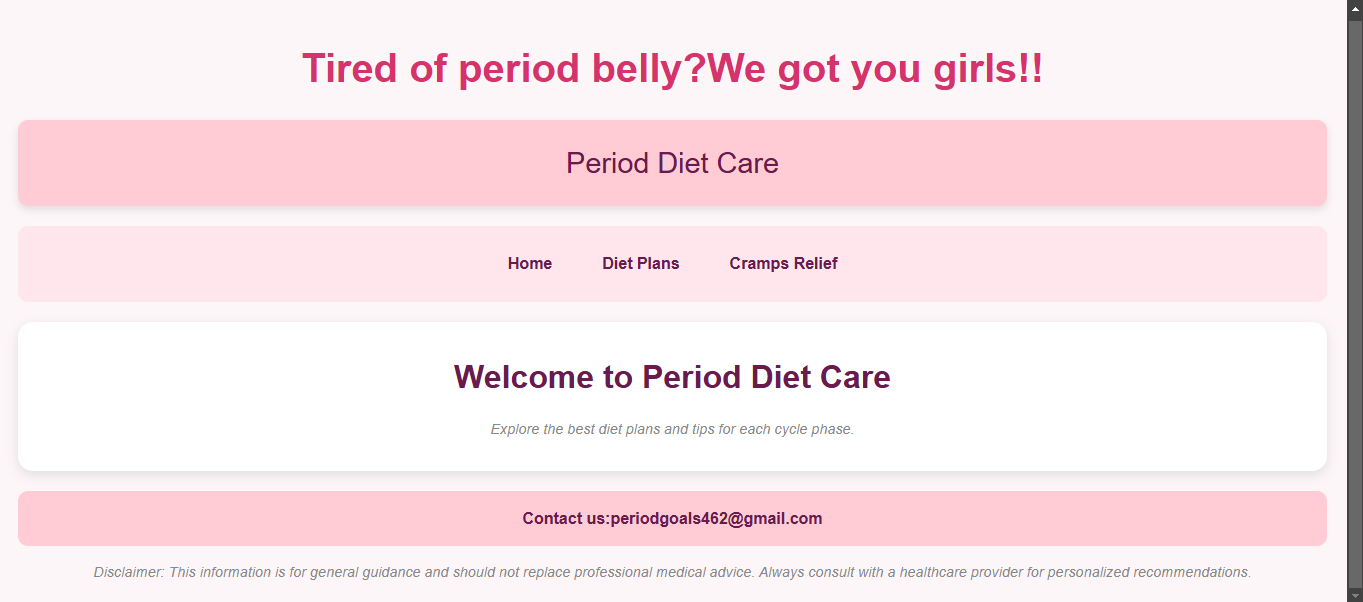 Tired of period belly?We got you girls!!
Period Diet Care
Home Diet Plans Cramps Relief
Welcome to Period Diet Care
Explore the best diet plans and tips for each cycle phase.
Contact us:periodgoals462@gmail.com
Disclaimer: This information is for general guidance and should not replace professional medical advice. Always consult with a healthcare provider for personalized recommendations.